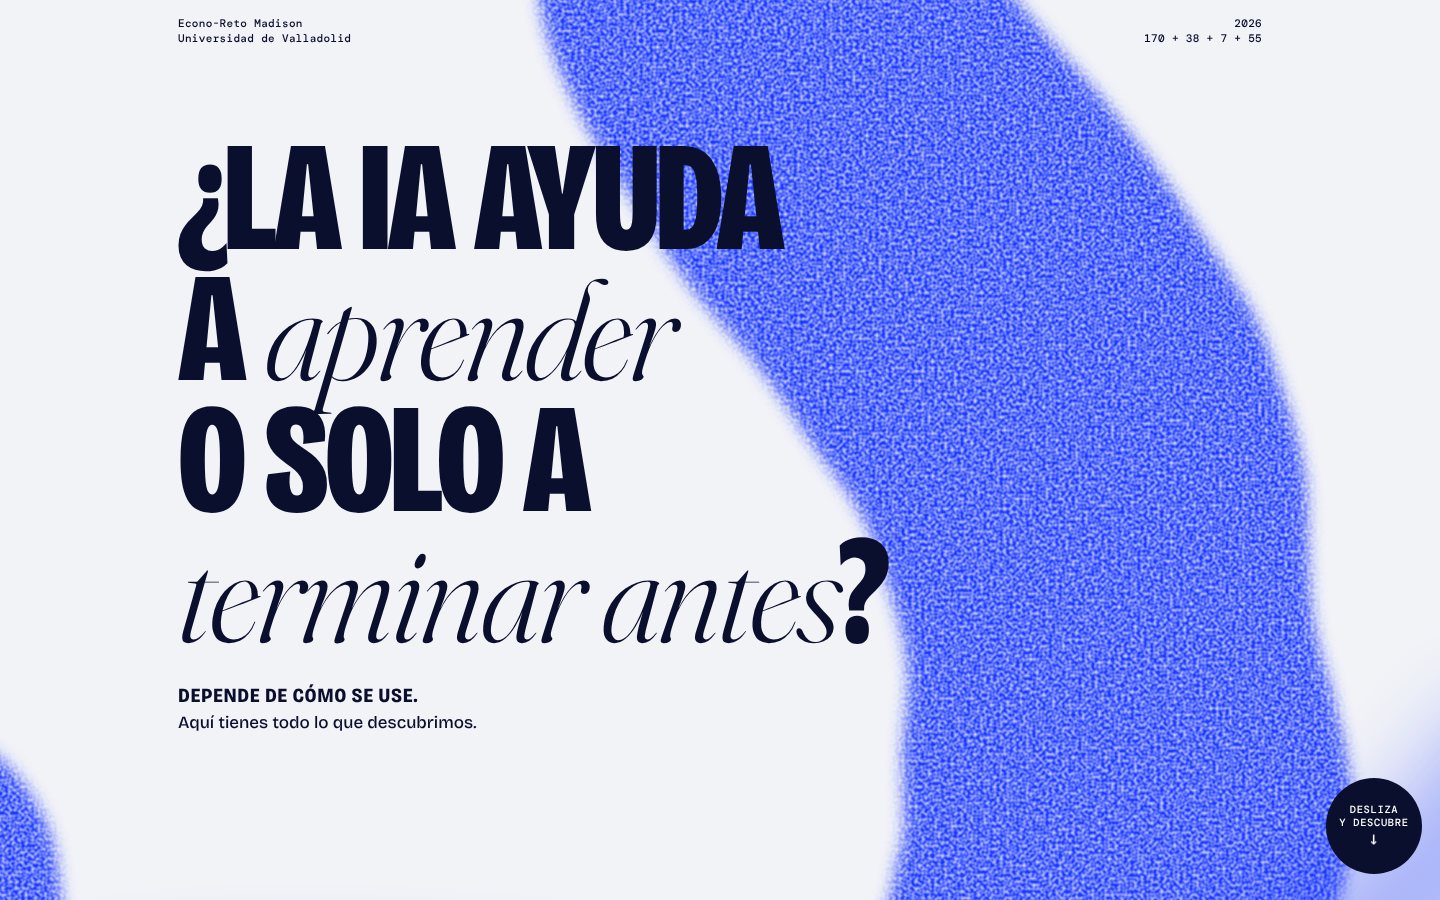 Econo-Reto Madison
Universidad de Valladolid
2026
170 + 38 + 7 + 55
¿LA IA AYUDA
A aprender
O SOLO A
terminar antes?
DEPENDE DE CÓMO SE USE.
Aquí tienes todo lo que descubrimos.
DESLIZA
Y DESCUBRE
↓